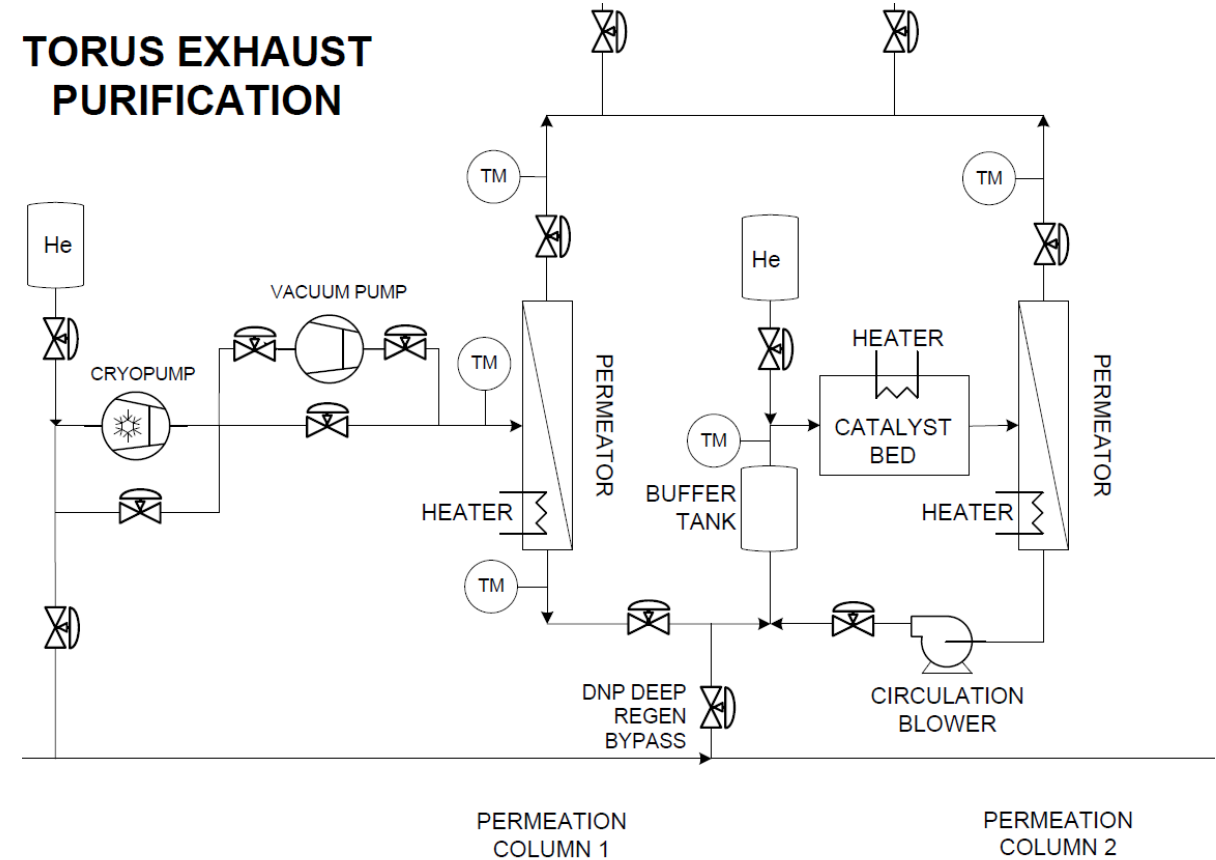 TORUS EXHAUST
PURIFICATION
TM
TM
He
He
VACUUM PUMP
HEATER
CRYOPUMP
TM
PERMEATOR
PERMEATOR
CATALYST
BED
TM
BUFFER
TANK
HEATER
HEATER
TM
DNP DEEP
REGEN
BYPASS
CIRCULATION
BLOWER
PERMEATION
COLUMN 1
PERMEATION
COLUMN 2